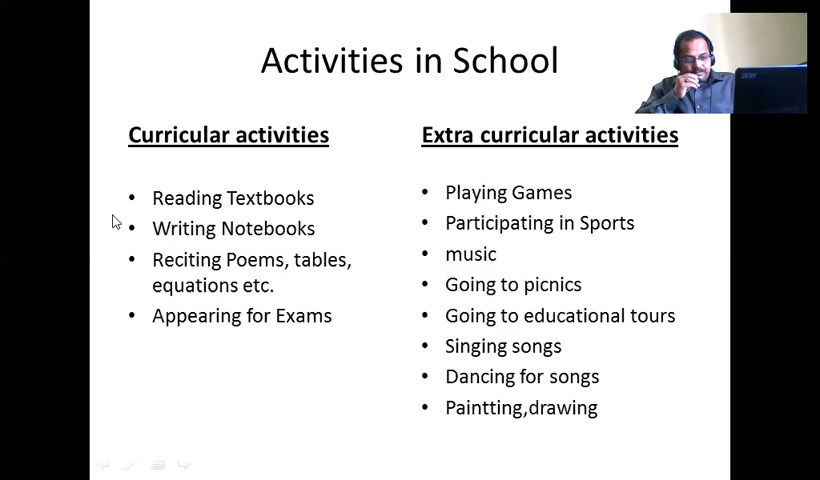 Activities in School
Curricular activities
• Reading Textbooks
• Writing Notebooks
• Reciting Poems, tables,
equations etc.
• Appearing for Exams
Extra curricular activities
• Playing Games
• Participating in Sports
• music
• Going to picnics
• Going to educational tours
• Singing songs
• Dancing for songs
• Paintting,drawing
acer